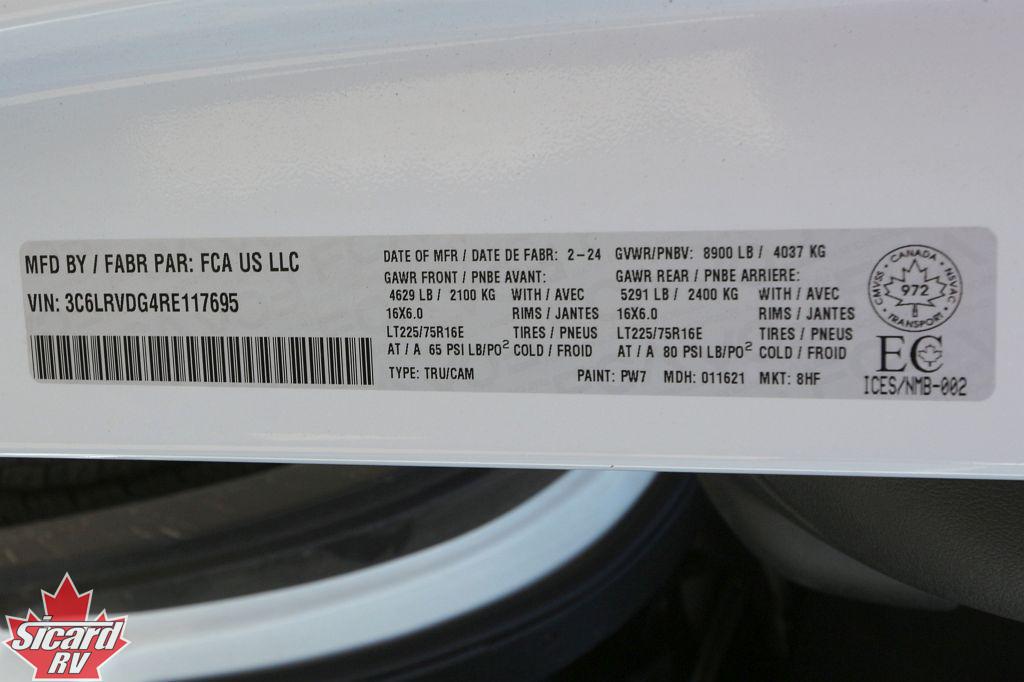 MFD BY / FABR PAR: FCA US LLC
VIN: 3C6LRVDG4RE117695
DATE OF MFR / DATE DE FABR: 2-24 GVWR/PNBV: 8900 LB / 4037 KG
GAWR FRONT / PNBE AVANT: GAWR REAR / PNBE ARRIERE:
4629 LB / 2100 KG WITH / AVEC 5291 LB / 2400 KG WITH / AVEC
16X6.0 RIMS / JANTES 16X6.0 RIMS / JANTES
LT225/75R16E TIRES / PNEUS LT225/75R16E TIRES / PNEUS
AT / A 65 PSI LB/PO² COLD / FROID AT / A 80 PSI LB/PO² COLD / FROID
TYPE: TRU/CAM PAINT: PW7 MDH: 011621 MKT: 8HF
CANADA
CMVSS 972 NSVAC
TRANSPORT
EC
ICES/NMB-002
Sicard
RV